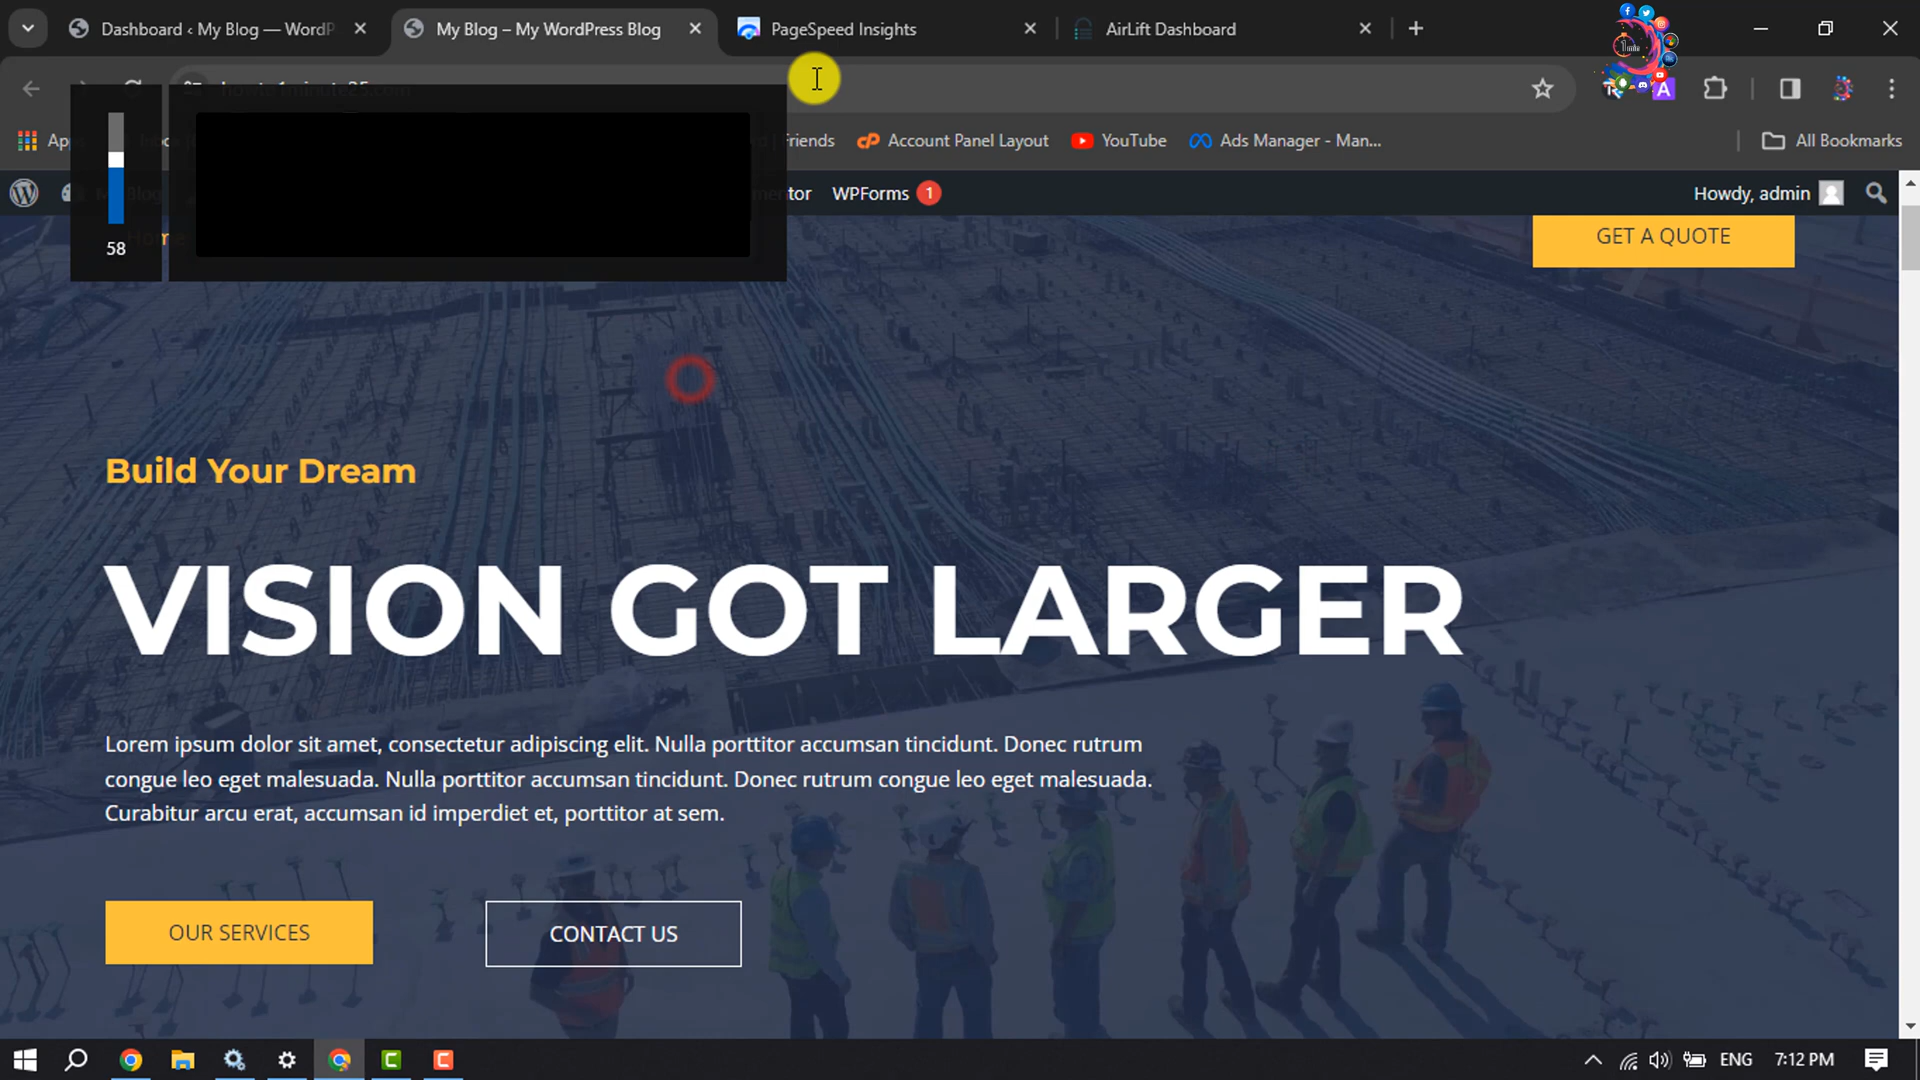 Dashboard ‹ My Blog — WordP
My Blog – My WordPress Blog
PageSpeed Insights
AirLift Dashboard
Friends
Account Panel Layout
YouTube
Ads Manager - Man...
All Bookmarks
WPForms 1
Howdy, admin
58
Home
GET A QUOTE
Build Your Dream
VISION GOT LARGER
Lorem ipsum dolor sit amet, consectetur adipiscing elit. Nulla porttitor accumsan tincidunt. Donec rutrum
congue leo eget malesuada. Nulla porttitor accumsan tincidunt. Donec rutrum congue leo eget malesuada.
Curabitur arcu erat, accumsan id imperdiet et, porttitor at sem.
OUR SERVICES
CONTACT US
ENG
7:12 PM